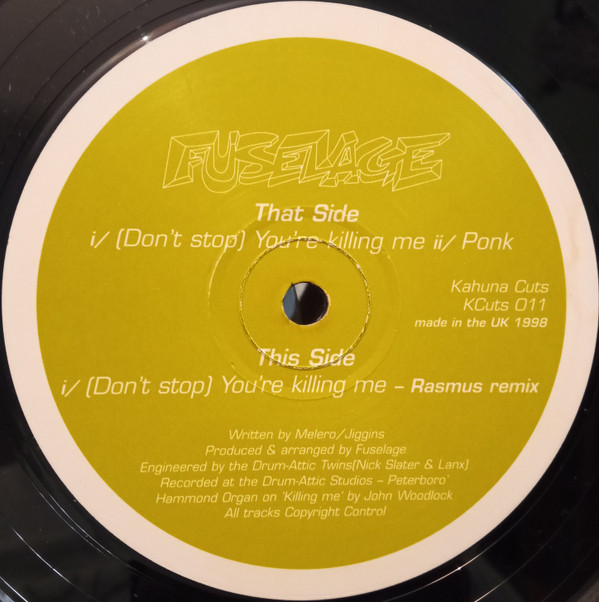 FUSELAGE
That Side
i/ (Don't stop) You're killing me ii/ Ponk
Kahuna Cuts
KCuts 011
made in the UK 1998
This Side
i/ (Don't stop) You're killing me – Rasmus remix
Written by Melero/Jiggins
Produced & arranged by Fuselage
Engineered by the Drum-Attic Twins(Nick Slater & Lanx)
Recorded at the Drum-Attic Studios – Peterboro'
Hammond Organ on 'Killing me' by John Woodlock
All tracks Copyright Control